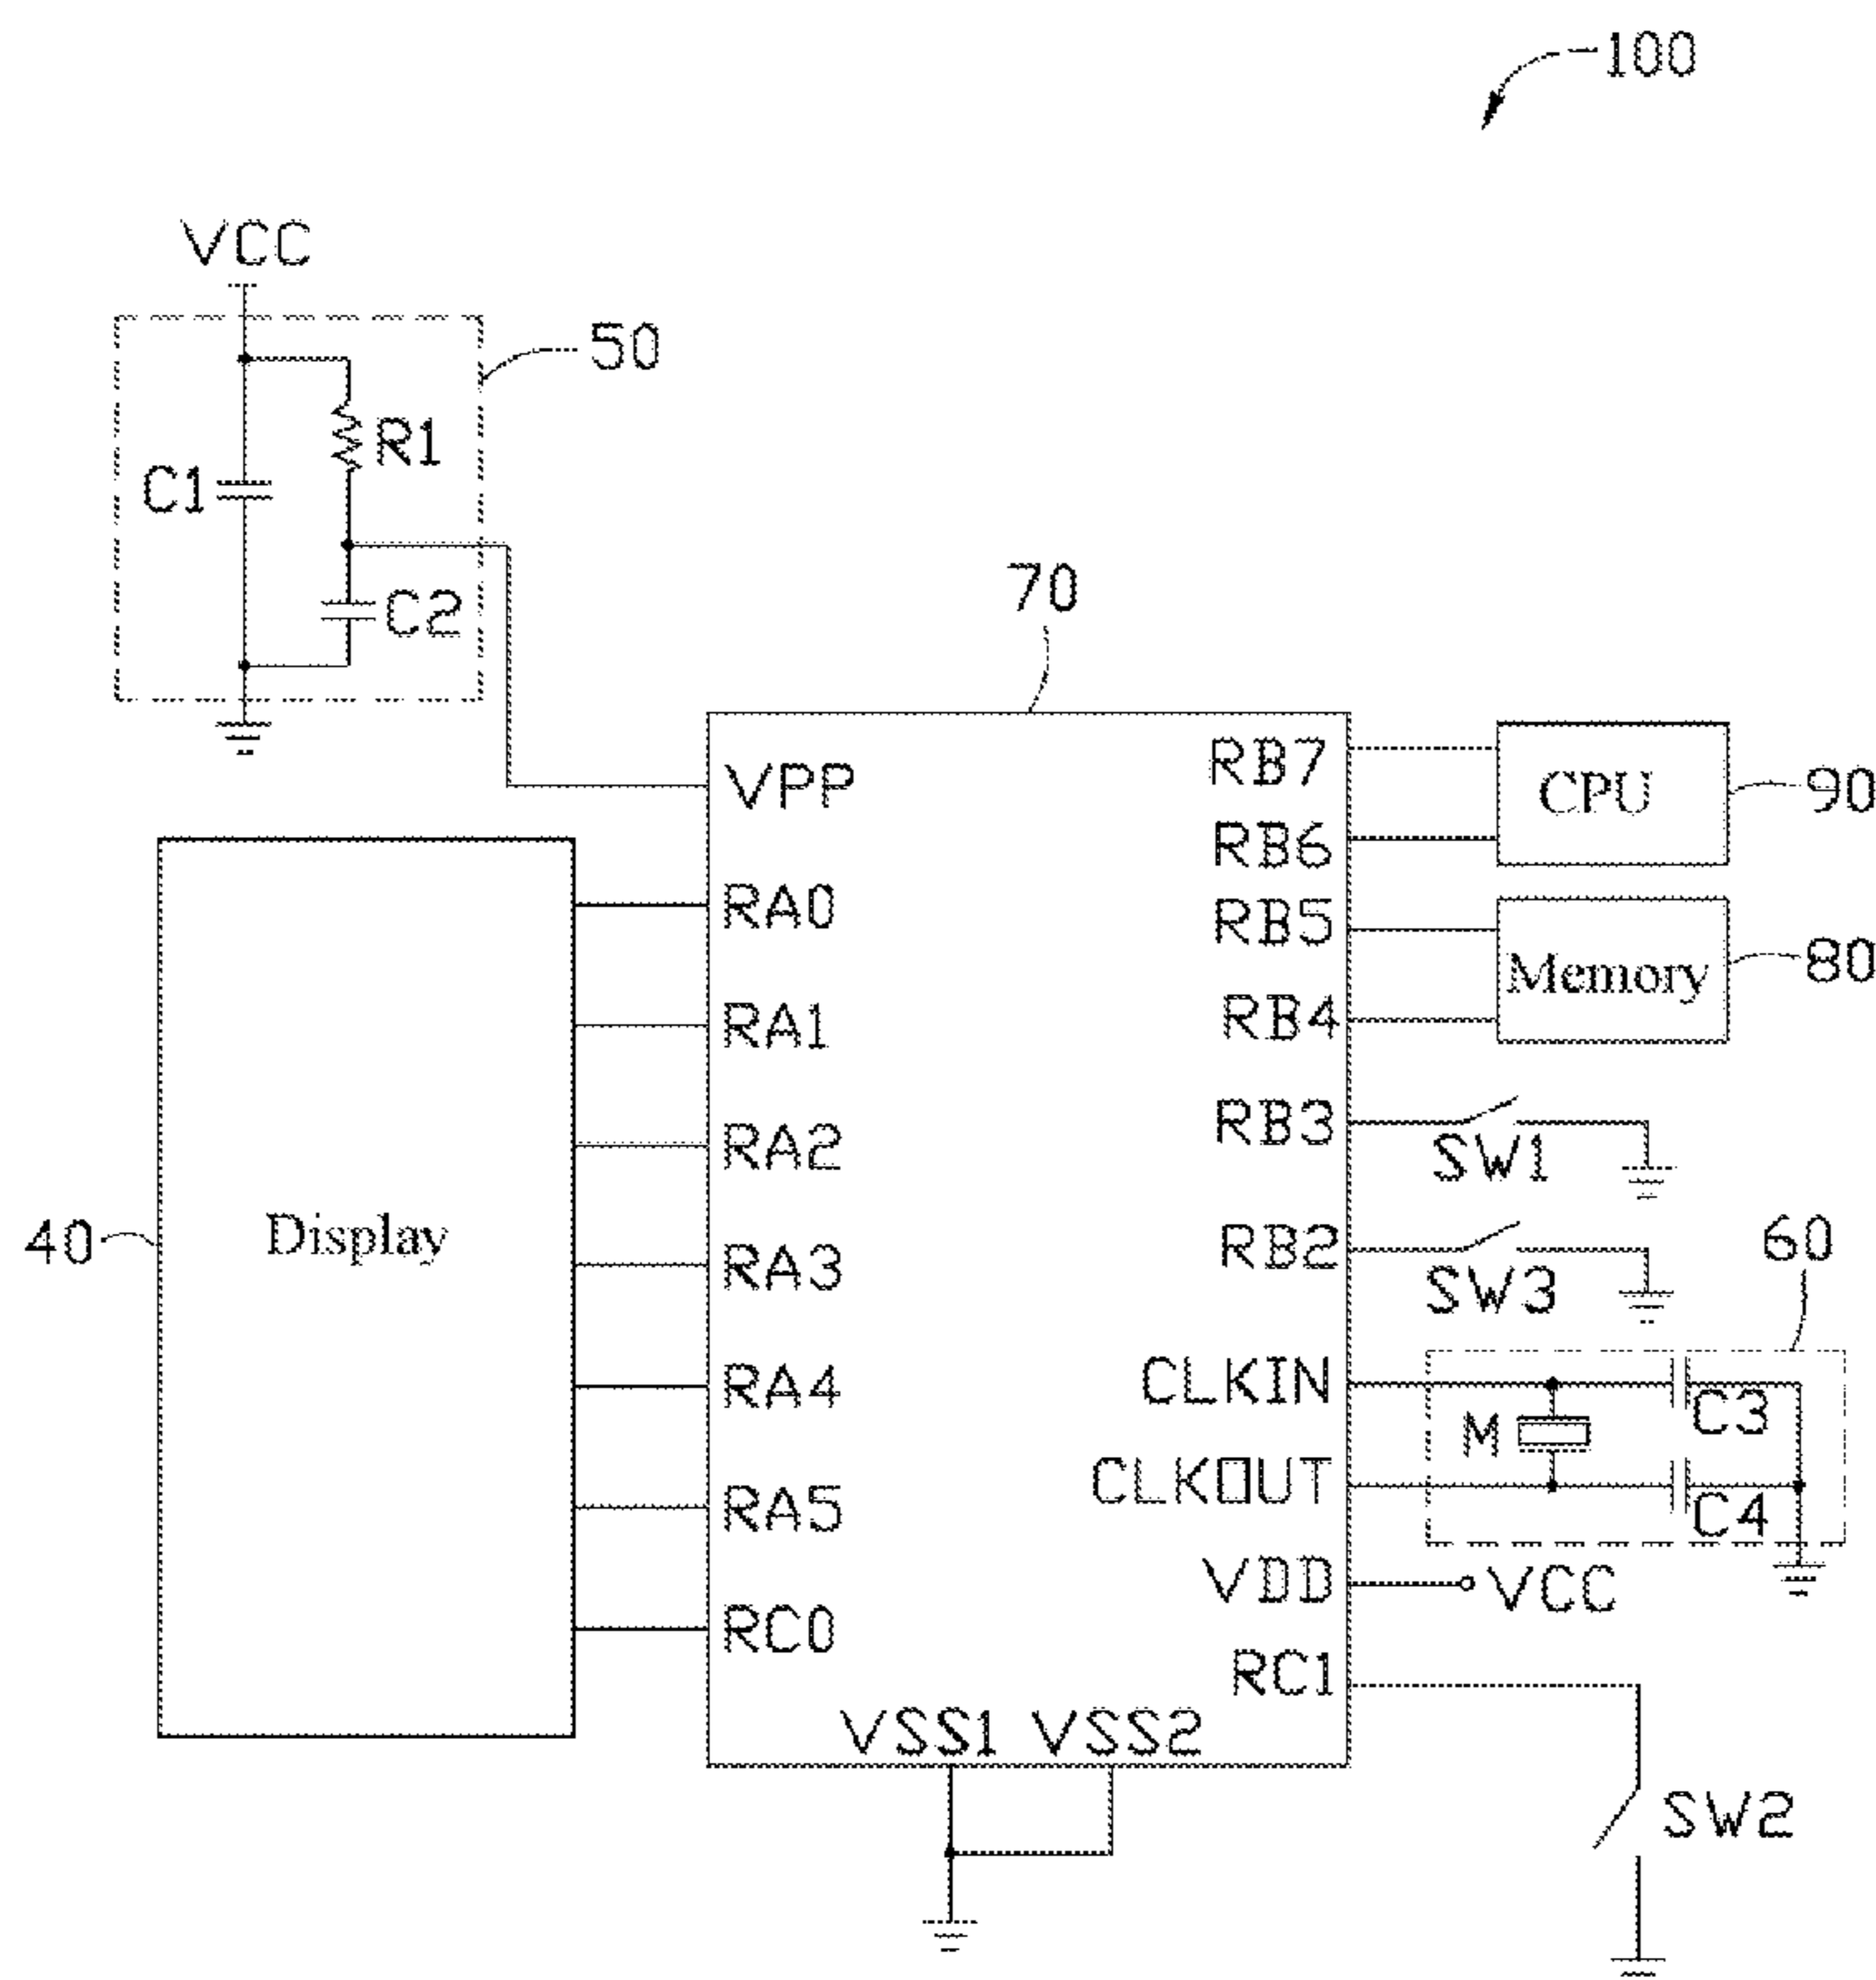 100
VCC
50
R1
C1
C2
70
VPP
RB7
CPU
90
RB6
RA0
RB5
Memory
80
RA1
RB4
RA2
RB3
SW1
40
Display
RA3
RB2
SW3
60
RA4
CLKIN
M
C3
RA5
CLKOUT
C4
VDD
VCC
RC0
RC1
VSS1 VSS2
SW2